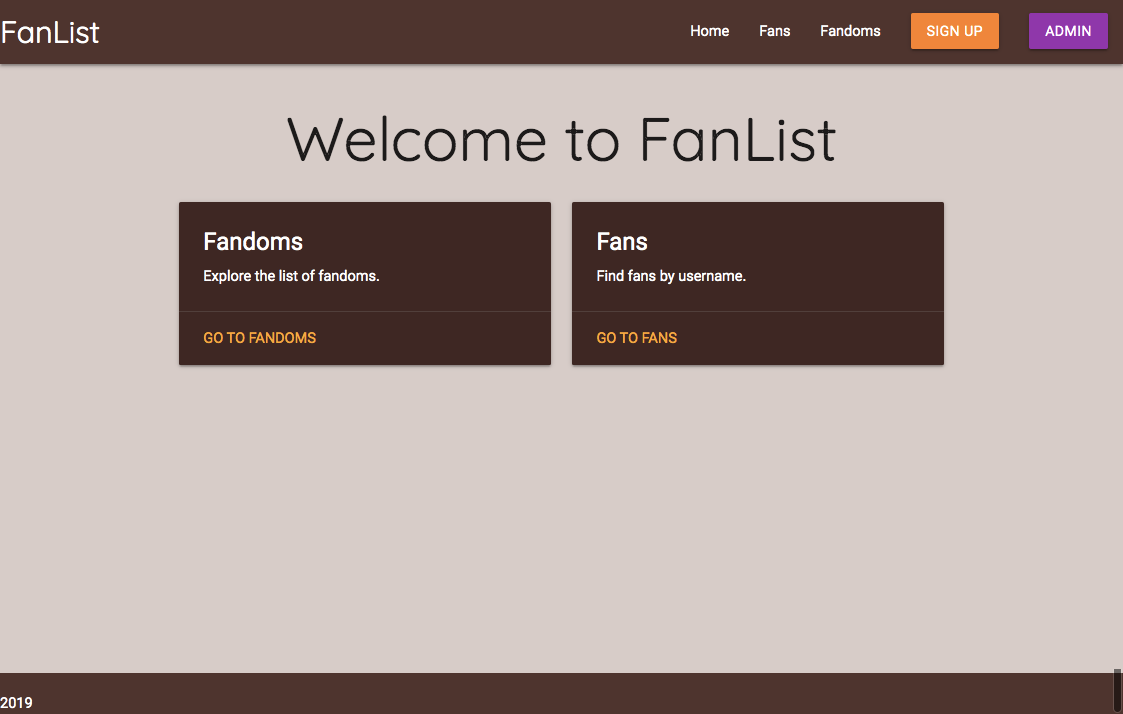 FanList
Home Fans Fandoms SIGN UP ADMIN
Welcome to FanList
Fandoms
Explore the list of fandoms.
GO TO FANDOMS
Fans
Find fans by username.
GO TO FANS
2019